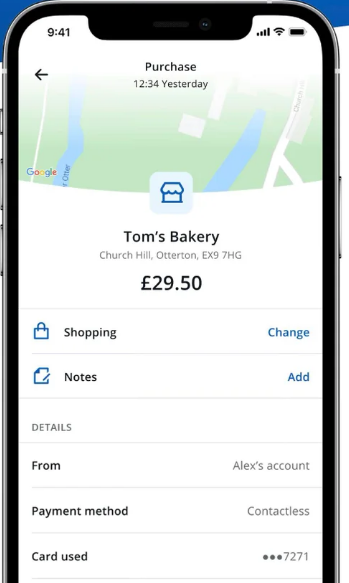 9:41
Purchase
12:34 Yesterday
Church Hill
Google
Otter
Tom's Bakery
Church Hill, Otterton, EX9 7HG
£29.50
Shopping Change
Notes Add
DETAILS
From Alex's account
Payment method Contactless
Card used •••7271